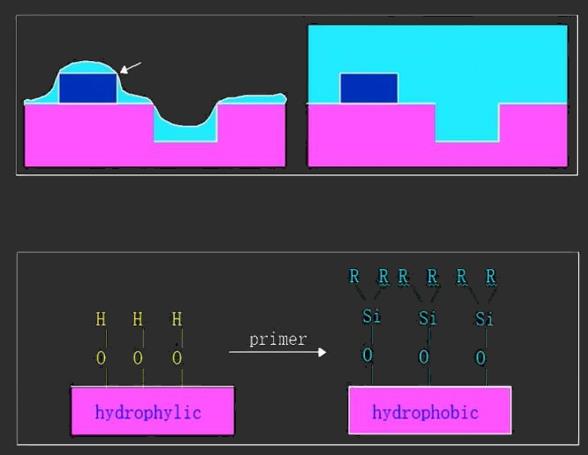 R R R R R R
H H H Si Si Si
primer
O O O O O O
hydrophylic hydrophobic